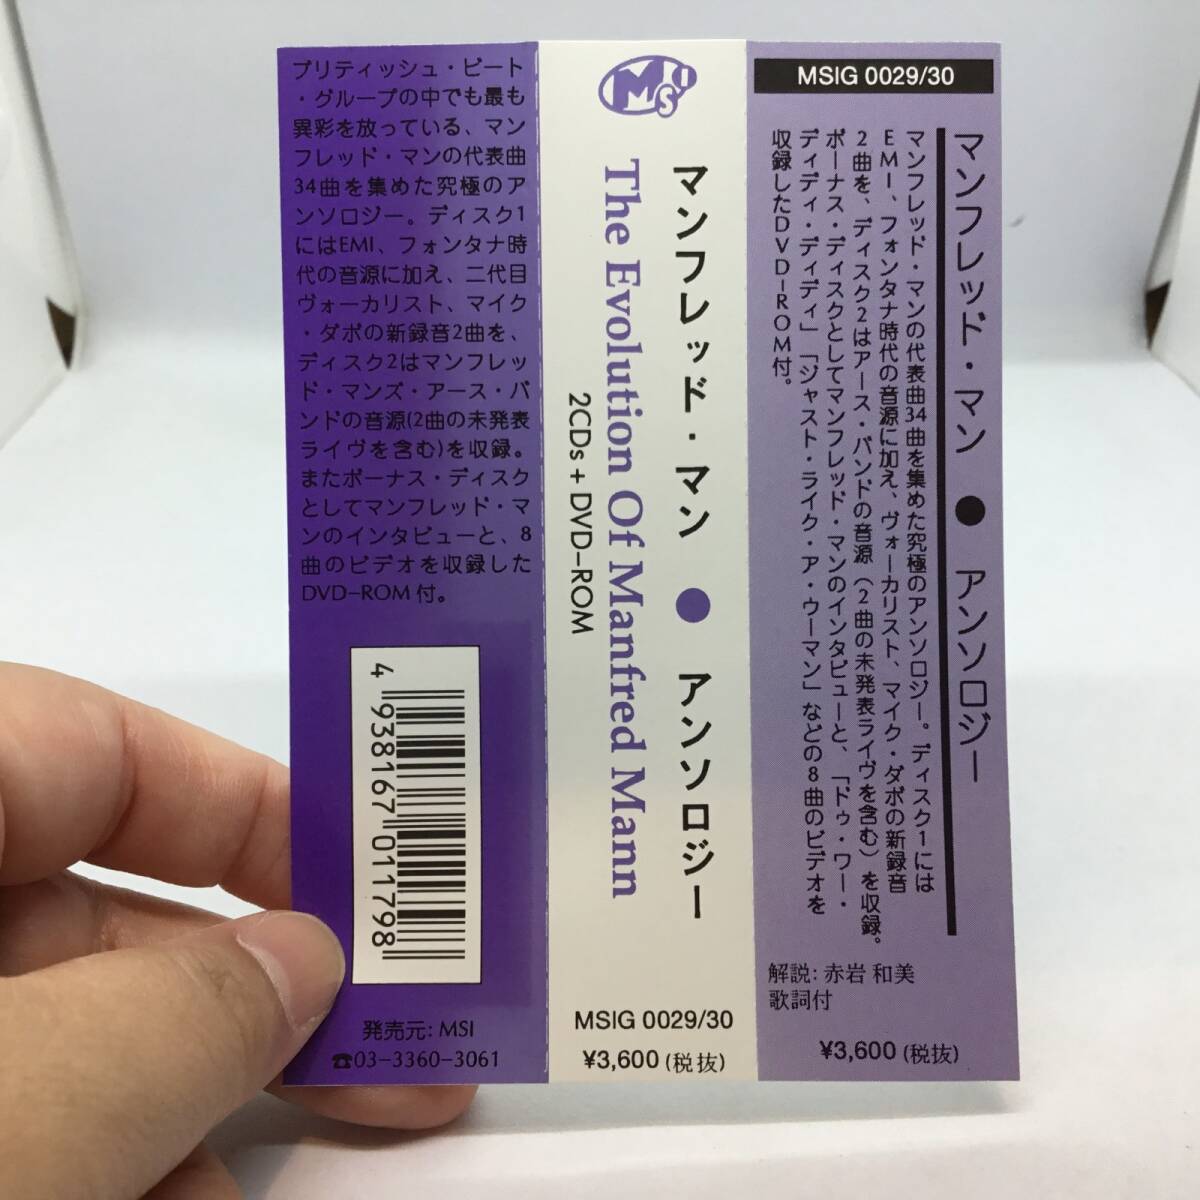 ブリティッシュ・ビート
・グループの中でも最も
異彩を放っている、マン
フレッド・マンの代表曲
34曲を集めた究極のア
ンソロジー。ディスク1
にはEMI、フォンタナ時
代の音源に加え、二代目
ヴォーカリスト、マイク
・ダボの新録音2曲を、
ディスク2はマンフレッ
ド・マンズ・アース・バ
ンドの音源(2曲の未発表
ライヴを含む)を収録。
またボーナス・ディスク
としてマンフレッド・マ
ンのインタビューと、8
曲のビデオを収録した
DVD-ROM付。
4 938167 011798
発売元: MSI
☎03-3360-3061
MSI
マンフレッド・マン ● アンソロジー
The Evolution Of Manfred Mann
2CDs + DVD-ROM
MSIG 0029/30
¥3,600 (税抜)
MSIG 0029/30
マンフレッド・マン ● アンソロジー
マンフレッド・マンの代表曲34曲を集めた究極のアンソロジー。ディスク1には
EMI、フォンタナ時代の音源に加え、ヴォーカリスト、マイク・ダボの新録音
2曲を、ディスク2はアース・バンドの音源(2曲の未発表ライヴを含む)を収録。
ボーナス・ディスクとしてマンフレッド・マンのインタビューと、「ドゥ・ワー・
ディディ・ディディ」「ジャスト・ライク・ア・ウーマン」などの8曲のビデオを
収録したDVD-ROM付。
解説: 赤岩 和美
歌詞付
¥3,600 (税抜)